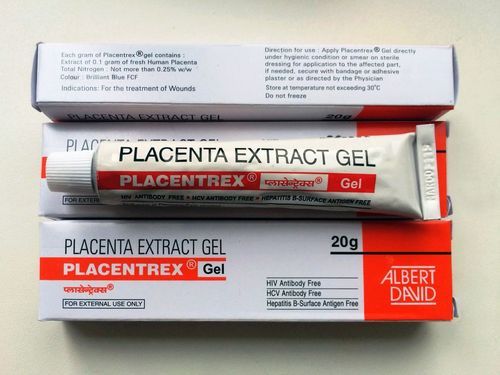 Each gram of Placentrex® gel contains :
Extract of 0.1 gram of fresh Human Placenta
Total Nitrogen : Not more than 0.25% w/w
Colour : Brilliant Blue FCF
Indications: For the treatment of Wounds
Direction for use : Apply Placentrex® Gel directly
under hygienic condition or smear on sterile
dressing for application to the affected part,
if needed, secure with bandage or adhesive
plaster or as directed by the Physician
Store at temperature not exceeding 30°C
Do not freeze
20g
PLACENTA EXTRACT GEL
PLACENTA EXTRACT GEL
PLACENTREX® प्लासेन्ट्रेक्स® Gel
HIV ANTIBODY FREE • HCV ANTIBODY FREE • HEPATITIS B-SURFACE ANTIGEN FREE
FOR EXTERNAL USE
PLACENTA EXTRACT GEL
20g
PLACENTREX® Gel
प्लासेन्ट्रेक्स®
FOR EXTERNAL USE ONLY
HIV Antibody Free
HCV Antibody Free
Hepatitis B-Surface Antigen Free
ALBERT
DAVID